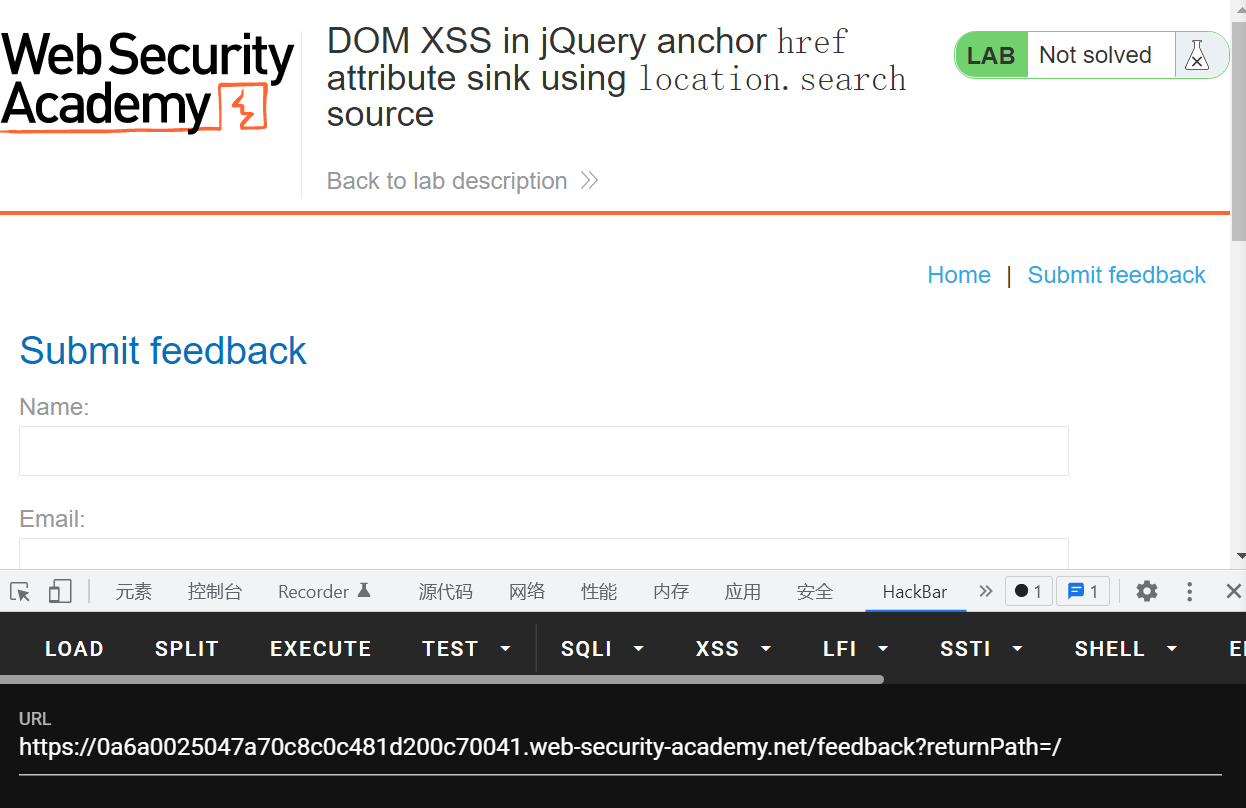 Web Security
Academy
DOM XSS in jQuery anchor href
attribute sink using location.search
source
Back to lab description
LAB Not solved
Home | Submit feedback
Submit feedback
Name:
Email:
元素 控制台 Recorder 源代码 网络 性能 内存 应用 安全 HackBar » 1 1
LOAD SPLIT EXECUTE TEST SQLI XSS LFI SSTI SHELL
URL
https://0a6a0025047a70c8c0c481d200c70041.web-security-academy.net/feedback?returnPath=/